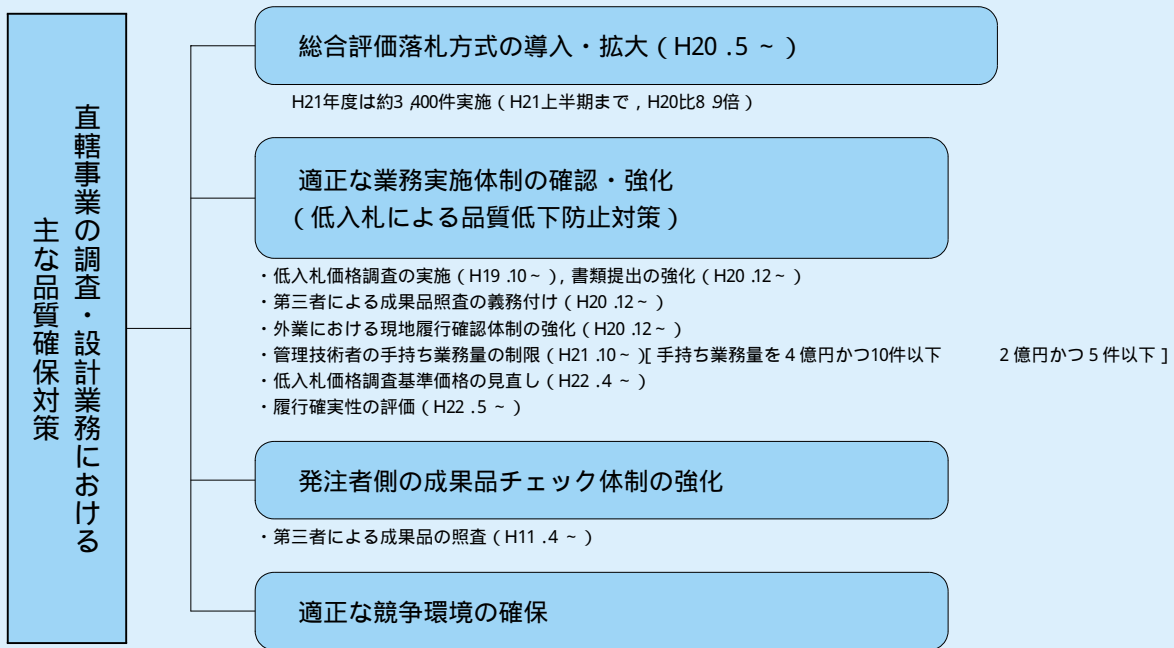 直轄事業の調査・設計業務における
主な品質確保対策
総合評価落札方式の導入・拡大（H20 .5 ～ ）
H21年度は約3 ,400件実施（H21上半期まで , H20比8 .9倍）
適正な業務実施体制の確認・強化
（低入札による品質低下防止対策）
・低入札価格調査の実施（H19 .10～）, 書類提出の強化（H20 .12～）
・第三者による成果品照査の義務付け（H20 .12～）
・外業における現地履行確認体制の強化（H20 .12～）
・管理技術者の手持ち業務量の制限（H21 .10～）[ 手持ち業務量を４億円かつ10件以下　　２億円かつ５件以下 ]
・低入札価格調査基準価格の見直し（H22 .4～）
・履行確実性の評価（H22 .5 ～ ）
発注者側の成果品チェック体制の強化
・第三者による成果品の照査（H11 .4 ～ ）
適正な競争環境の確保